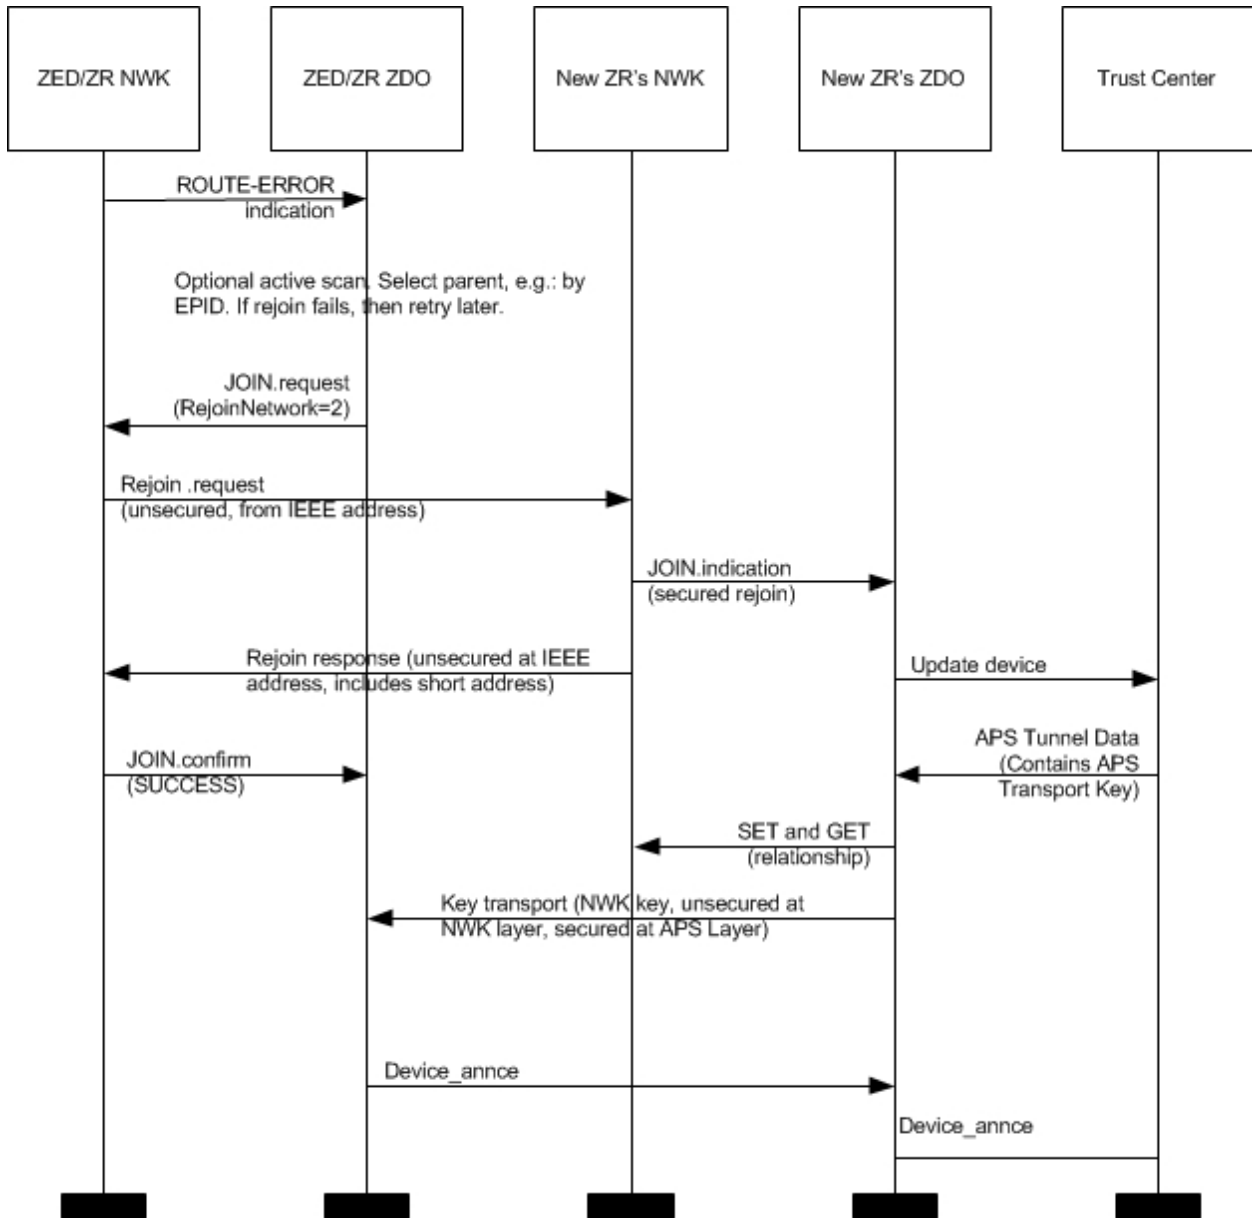 ZED/ZR NWK
ZED/ZR ZDO
New ZR's NWK
New ZR's ZDO
Trust Center
ROUTE-ERROR
indication
Optional active scan. Select parent, e.g.: by
EPID. If rejoin fails, then retry later.
JOIN.request
(RejoinNetwork=2)
Rejoin .request
(unsecured, from IEEE address)
JOIN.indication
(secured rejoin)
Rejoin response (unsecured at IEEE
address, includes short address)
Update device
APS Tunnel Data
(Contains APS
Transport Key)
JOIN.confirm
(SUCCESS)
SET and GET
(relationship)
Key transport (NWK key, unsecured at
NWK layer, secured at APS Layer)
Device_annce
Device_annce